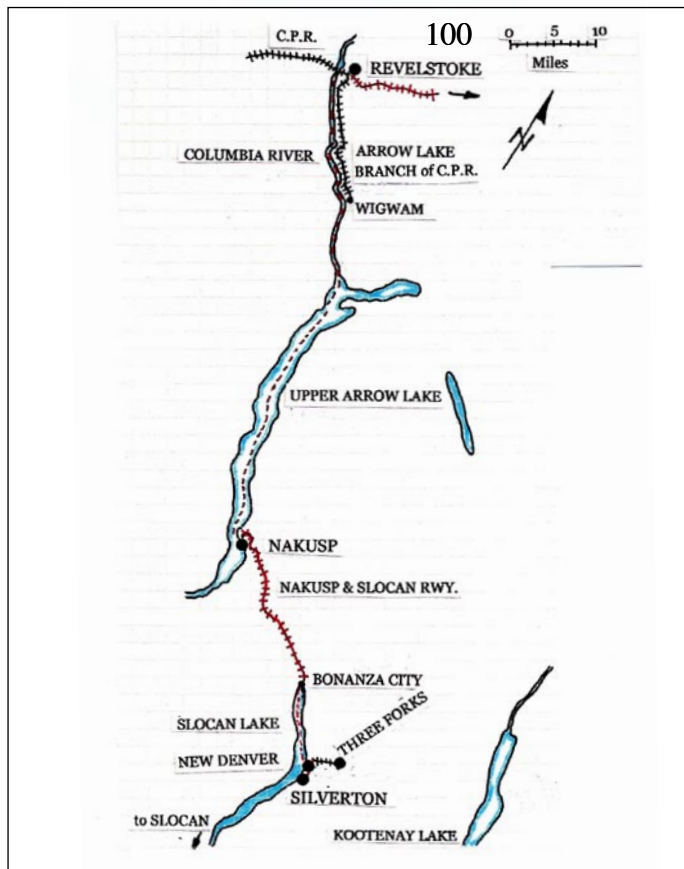 C.P.R.
100
0 5 10
Miles
REVELSTOKE
N
COLUMBIA RIVER
ARROW LAKE
BRANCH of C.P.R.
WIGWAM
UPPER ARROW LAKE
NAKUSP
NAKUSP & SLOCAN RWY.
BONANZA CITY
SLOCAN LAKE
THREE FORKS
NEW DENVER
SILVERTON
to SLOCAN
KOOTENAY LAKE